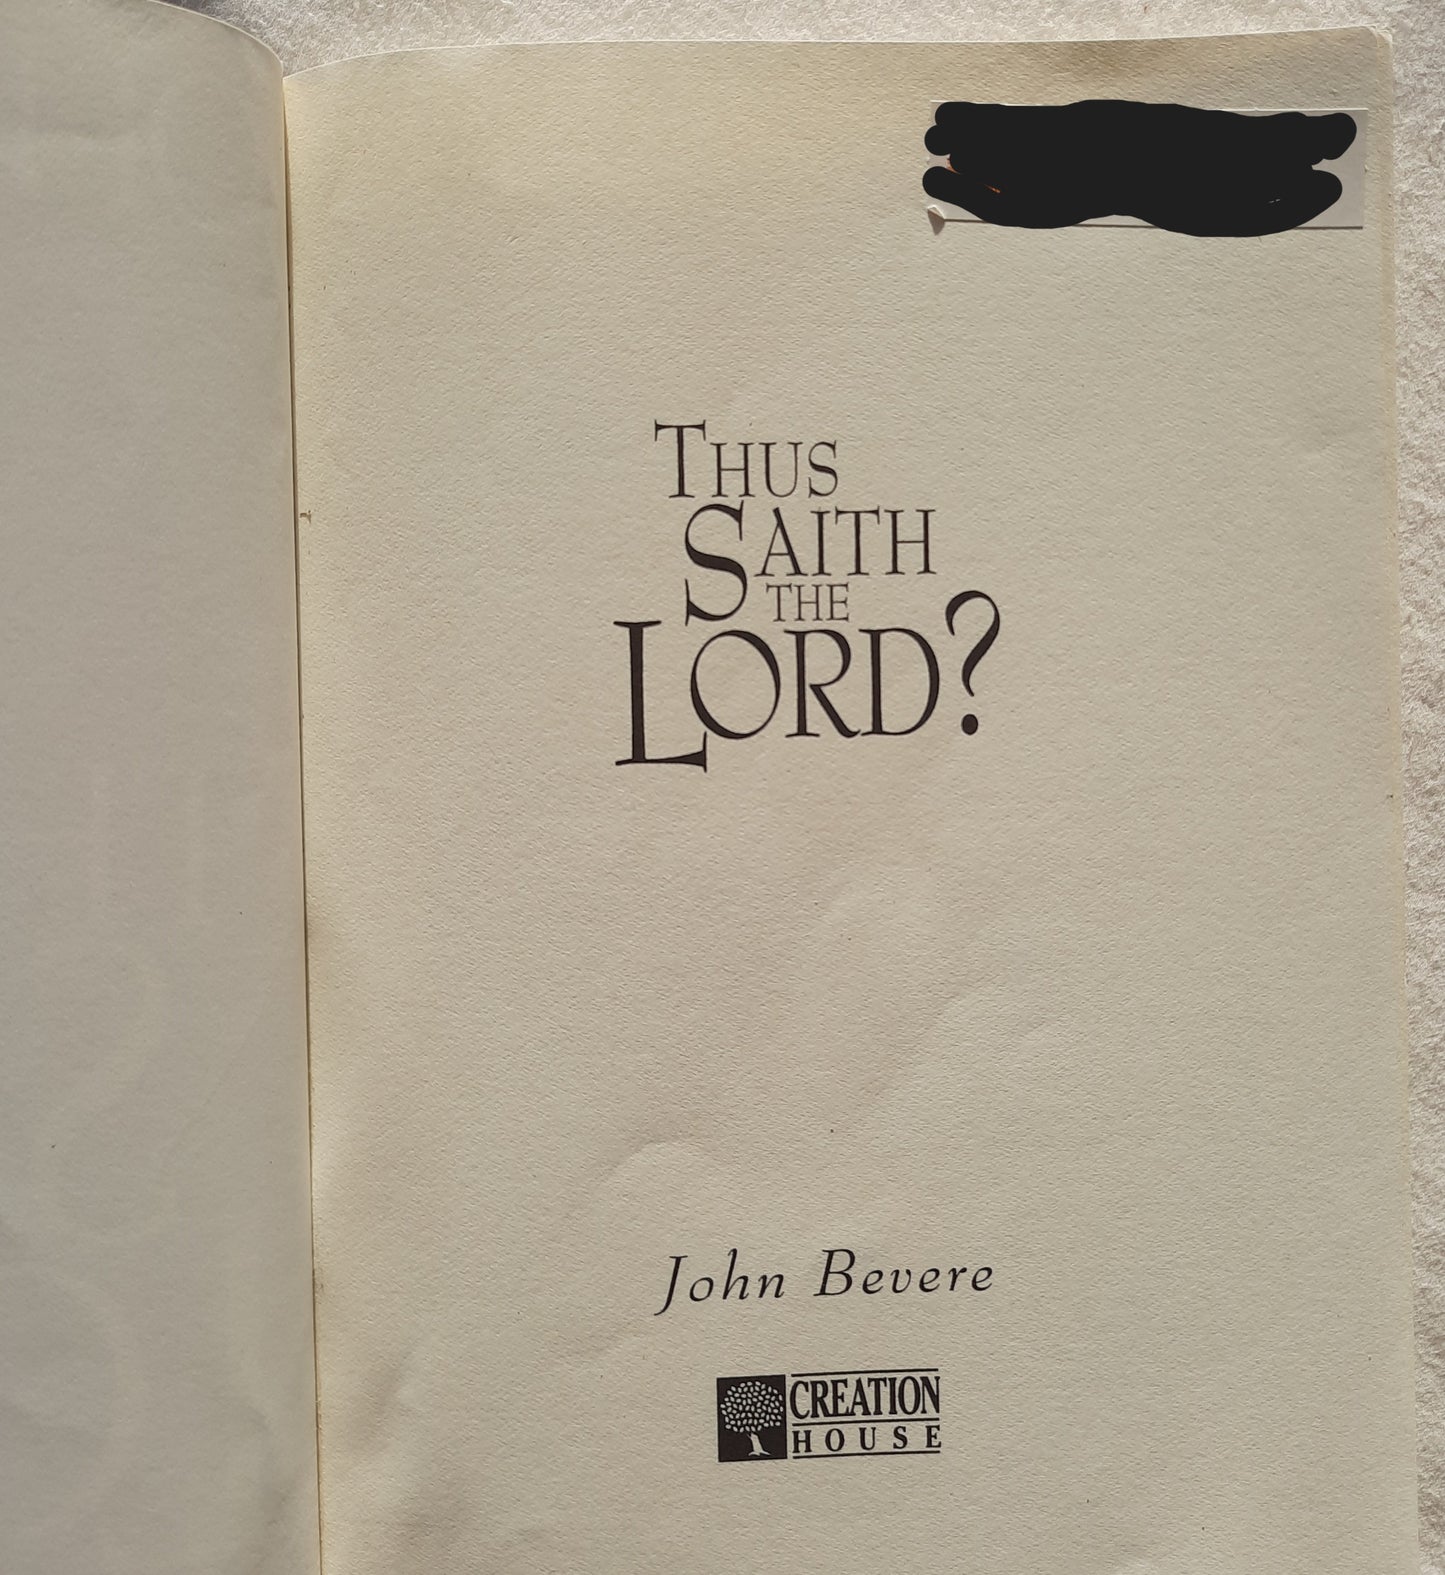 THUS
SAITH
THE
LORD?
John Bevere
CREATION
HOUSE